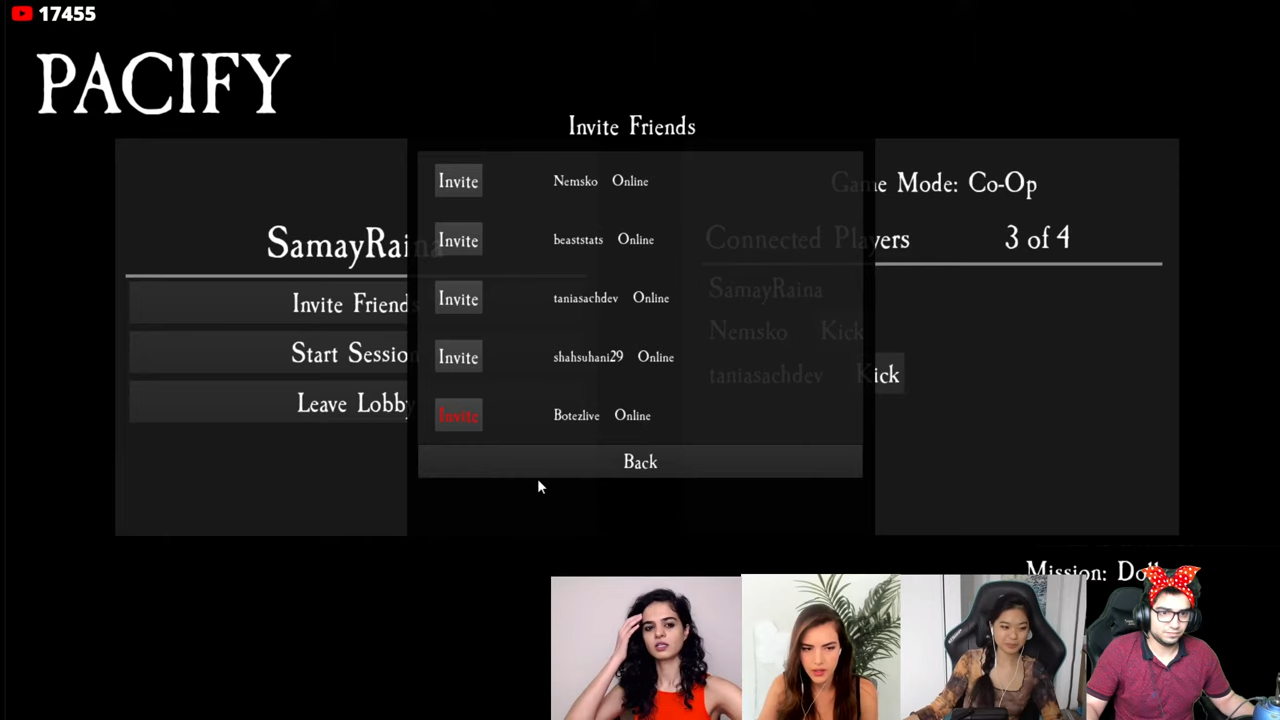 17455
PACIFY
Invite Friends
Invite Nemsko Online
Invite beaststats Online
Invite taniasachdev Online
Invite shahsuhani29 Online
Invite Botezlive Online
Back
SamayRaina
Invite Friends
Start Session
Leave Lobby
Game Mode: Co-Op
Connected Players 3 of 4
SamayRaina
Nemsko Kick
taniasachdev Kick
Mission: Doll